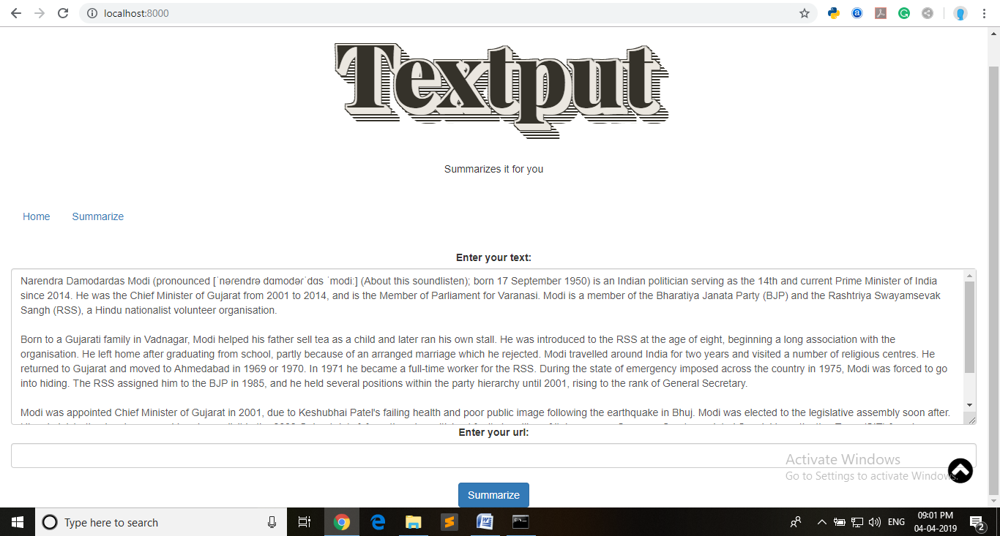 localhost:8000
Textput
Summarizes it for you
Home Summarize
Enter your text:
Narendra Damodardas Modi (pronounced [ˈnəɾendrə dɑmodərˈdɑs ˈmodiː] (About this soundlisten); born 17 September 1950) is an Indian politician serving as the 14th and current Prime Minister of India
since 2014. He was the Chief Minister of Gujarat from 2001 to 2014, and is the Member of Parliament for Varanasi. Modi is a member of the Bharatiya Janata Party (BJP) and the Rashtriya Swayamsevak
Sangh (RSS), a Hindu nationalist volunteer organisation.
Born to a Gujarati family in Vadnagar, Modi helped his father sell tea as a child and later ran his own stall. He was introduced to the RSS at the age of eight, beginning a long association with the
organisation. He left home after graduating from school, partly because of an arranged marriage which he rejected. Modi travelled around India for two years and visited a number of religious centres. He
returned to Gujarat and moved to Ahmedabad in 1969 or 1970. In 1971 he became a full-time worker for the RSS. During the state of emergency imposed across the country in 1975, Modi was forced to go
into hiding. The RSS assigned him to the BJP in 1985, and he held several positions within the party hierarchy until 2001, rising to the rank of General Secretary.
Modi was appointed Chief Minister of Gujarat in 2001, due to Keshubhai Patel's failing health and poor public image following the earthquake in Bhuj. Modi was elected to the legislative assembly soon after.
Enter your url:
Activate Windows
Go to Settings to activate Windows.
Summarize
Type here to search
ENG
09:01 PM
04-04-2019
2